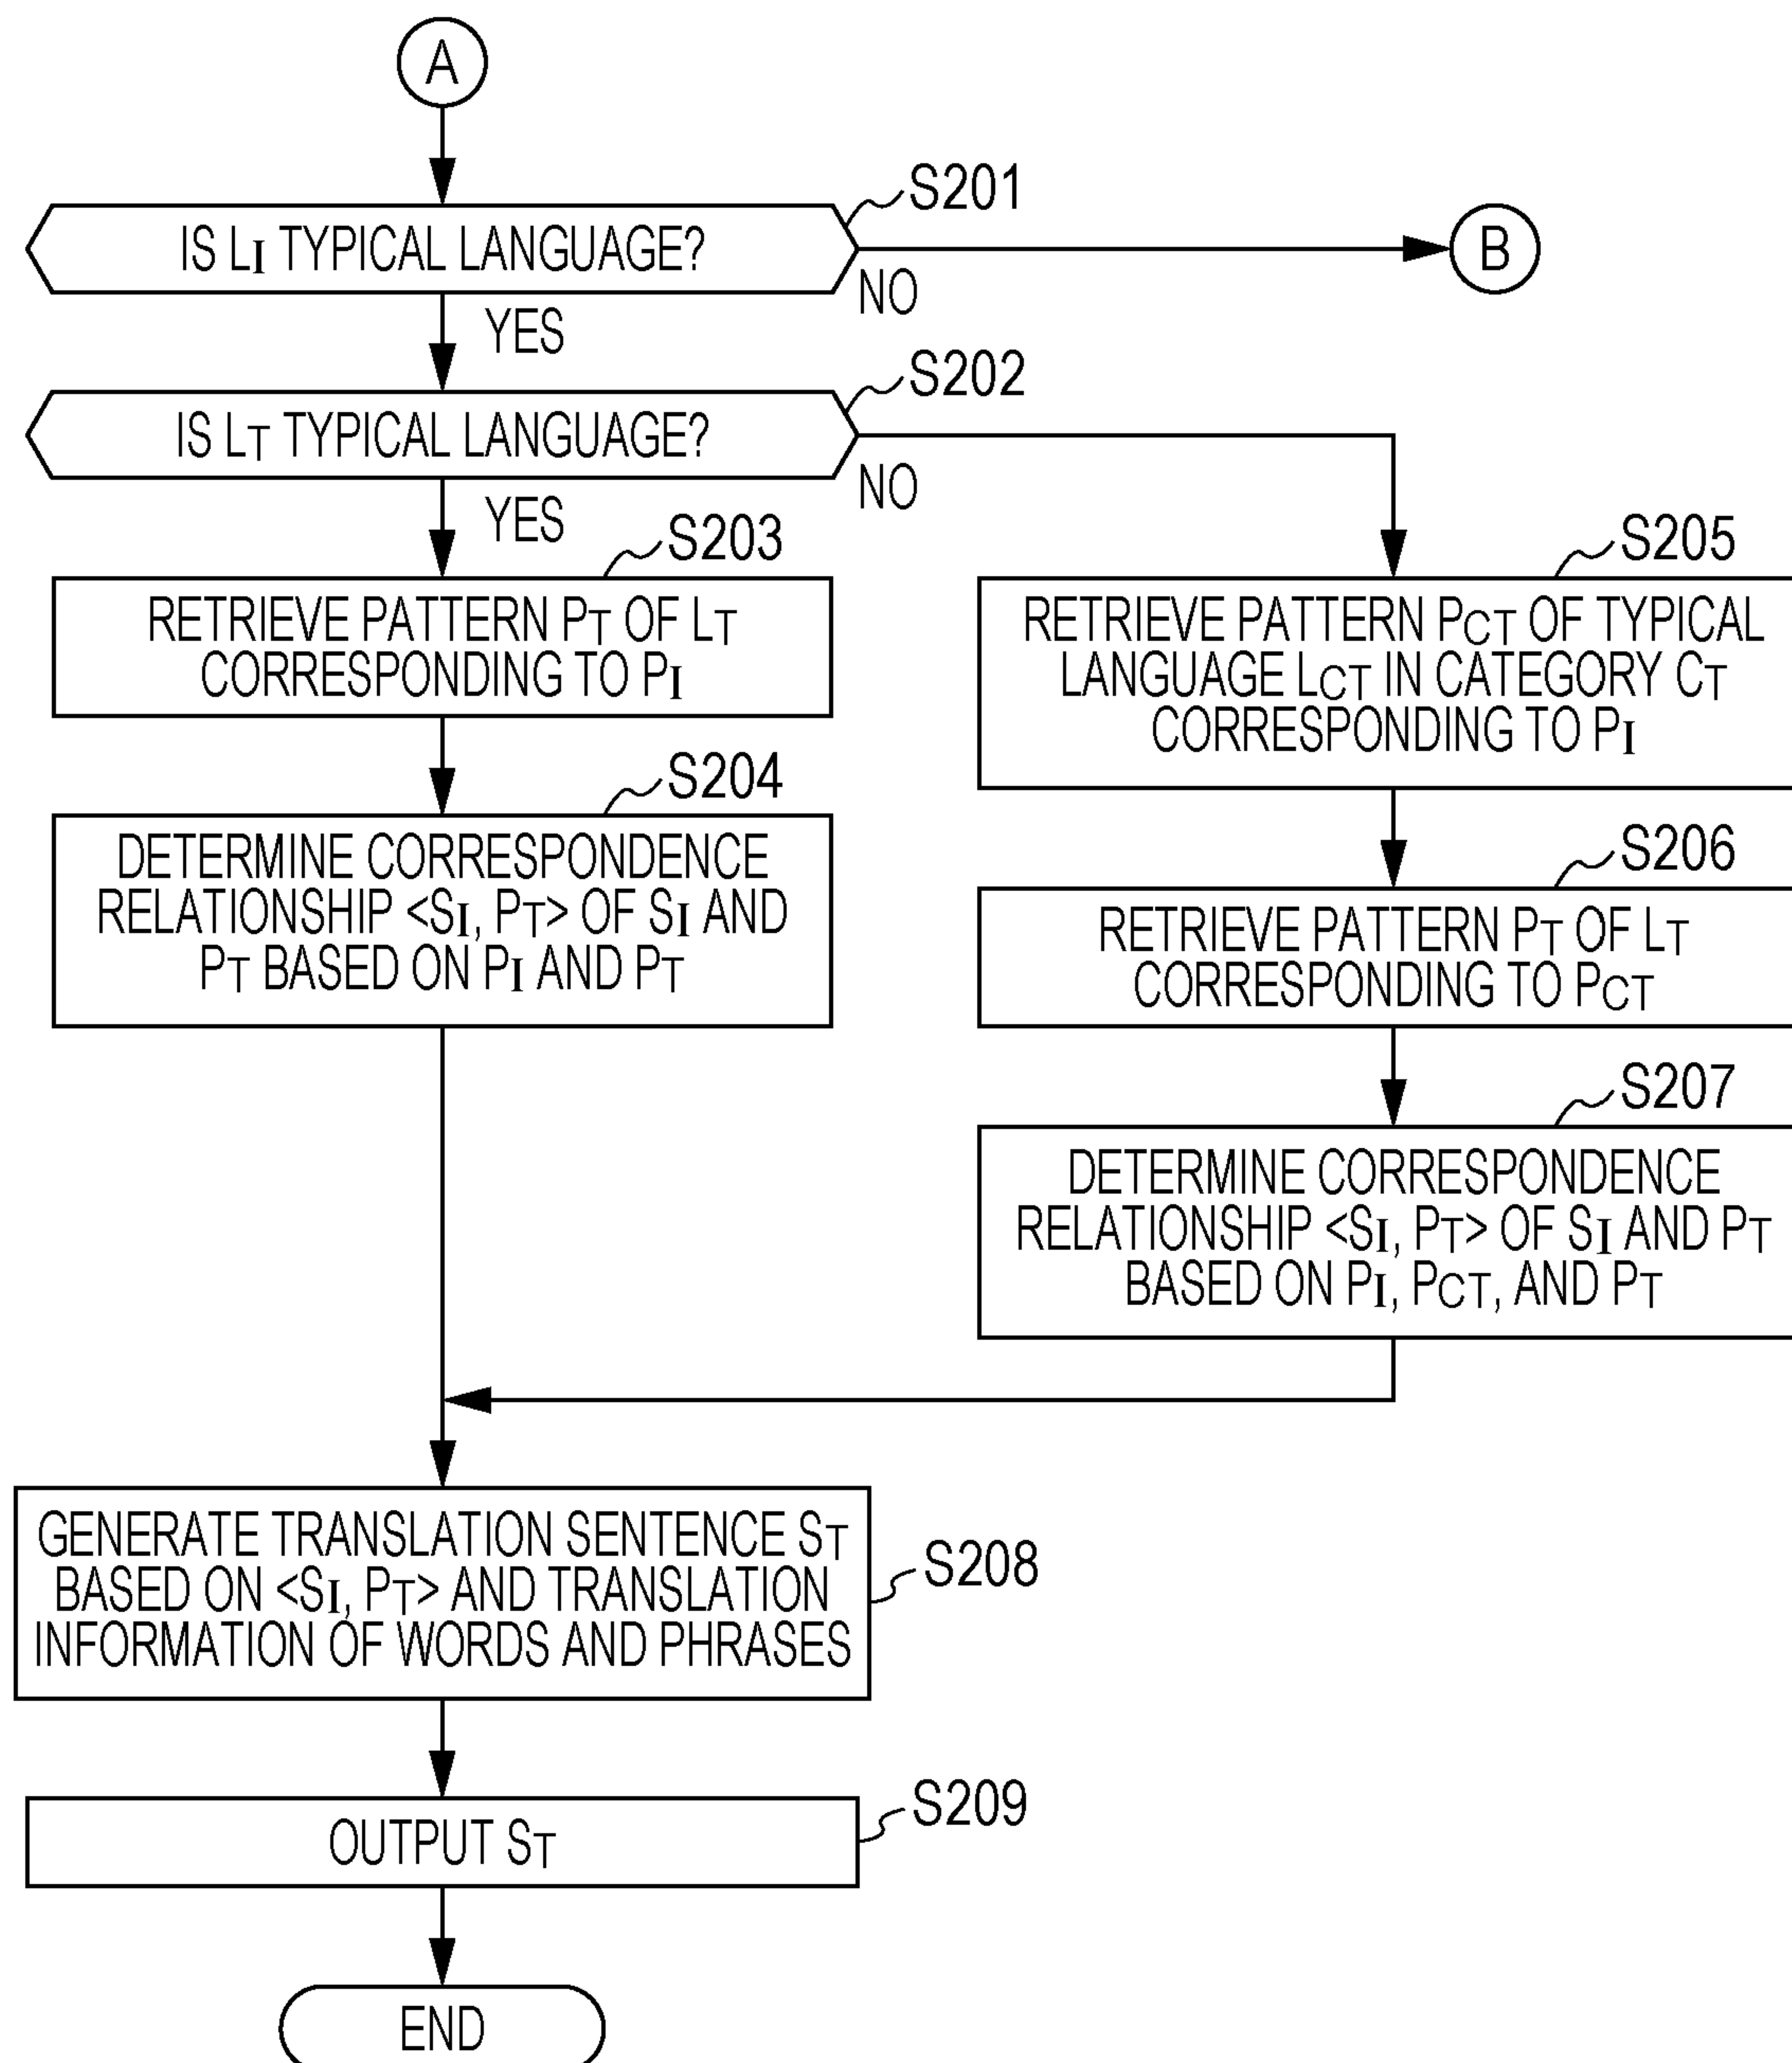 A
S201
IS LI TYPICAL LANGUAGE?
B
NO
YES
S202
IS LT TYPICAL LANGUAGE?
NO
YES
S203
RETRIEVE PATTERN PT OF LT
CORRESPONDING TO PI
S204
DETERMINE CORRESPONDENCE
RELATIONSHIP <SI, PT> OF SI AND
PT BASED ON PI AND PT
S205
RETRIEVE PATTERN PCT OF TYPICAL
LANGUAGE LCT IN CATEGORY CT
CORRESPONDING TO PI
S206
RETRIEVE PATTERN PT OF LT
CORRESPONDING TO PCT
S207
DETERMINE CORRESPONDENCE
RELATIONSHIP <SI, PT> OF SI AND PT
BASED ON PI, PCT, AND PT
GENERATE TRANSLATION SENTENCE ST
BASED ON <SI, PT> AND TRANSLATION
INFORMATION OF WORDS AND PHRASES
S208
S209
OUTPUT ST
END